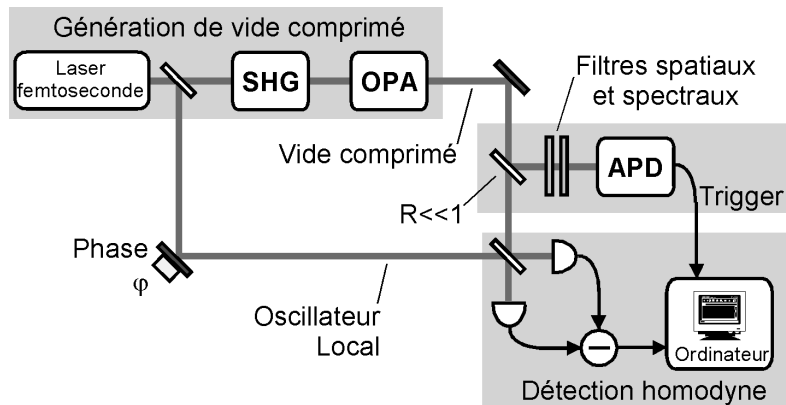 Génération de vide comprimé
Laser
femtoseconde
SHG
OPA
Filtres spatiaux
et spectraux
Vide comprimé
APD
Trigger
R<<1
Phase
φ
Oscillateur
Local
Ordinateur
Détection homodyne